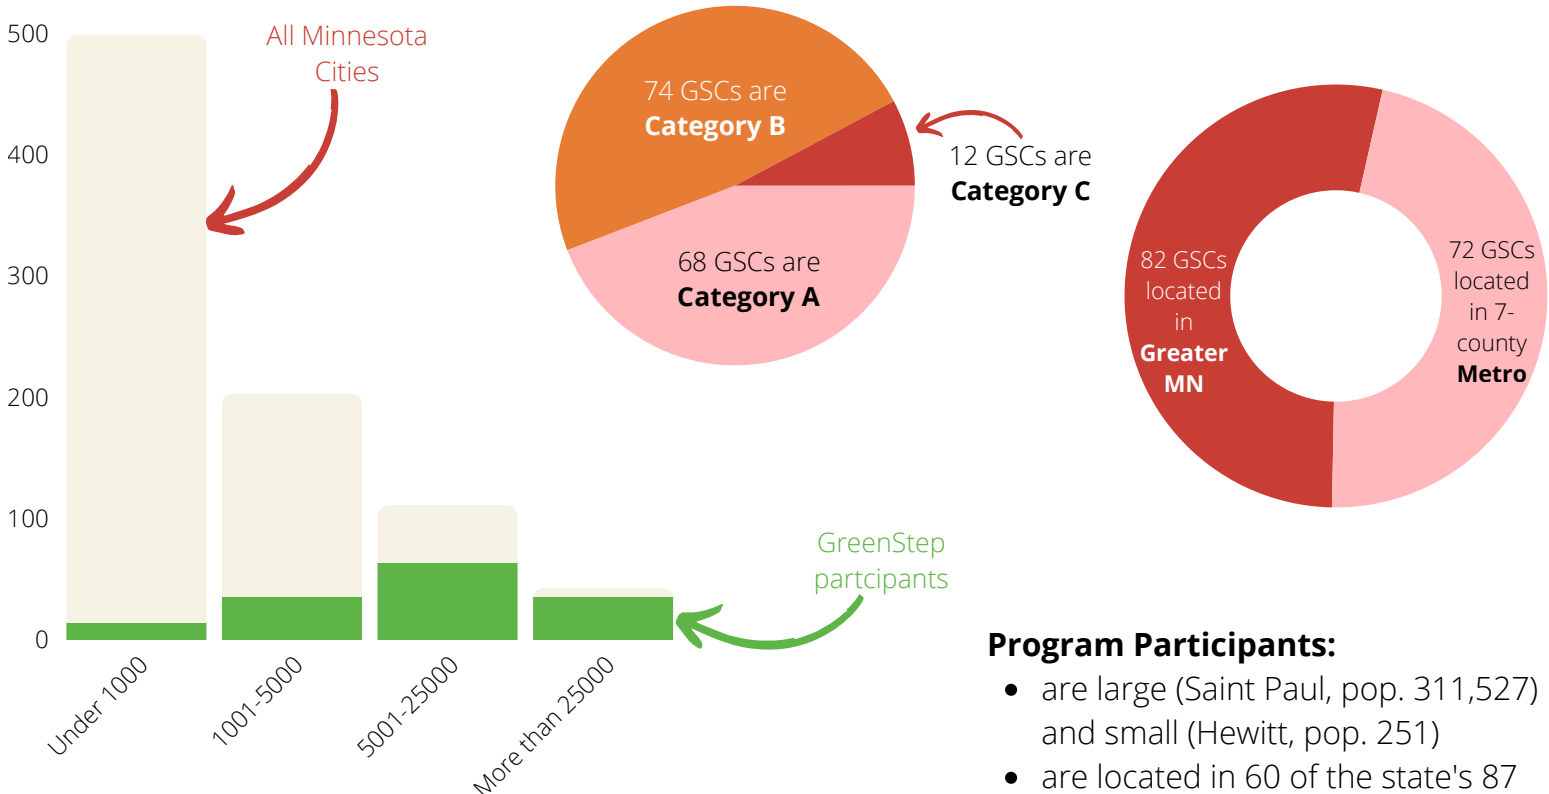 500
400
300
200
100
0
Under 1000
1001-5000
5001-25000
More than 25000
All Minnesota
Cities
GreenStep
partcipants
74 GSCs are
Category B
12 GSCs are
Category C
68 GSCs are
Category A
82 GSCs
located
in
Greater
MN
72 GSCs
located
in 7-
county
Metro
Program Participants:
• are large (Saint Paul, pop. 311,527)
and small (Hewitt, pop. 251)
• are located in 60 of the state's 87